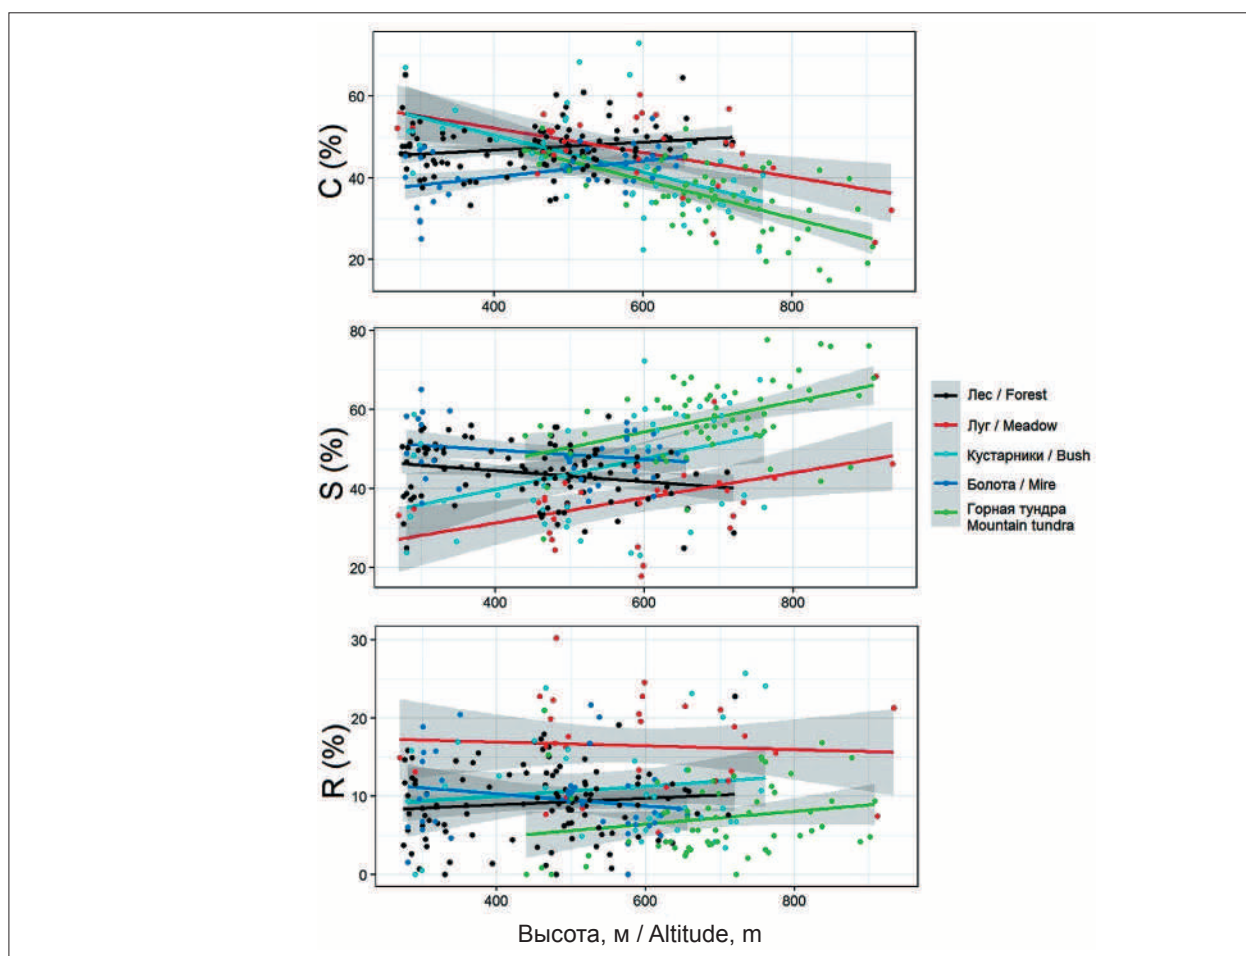 C (%)
60
40
20
400
600
800
S (%)
80
60
40
20
400
600
800
Лес / Forest
Луг / Meadow
Кустарники / Bush
Болота / Mire
Горная тундра
Mountain tundra
R (%)
30
20
10
0
400
600
800
Высота, м / Altitude, m